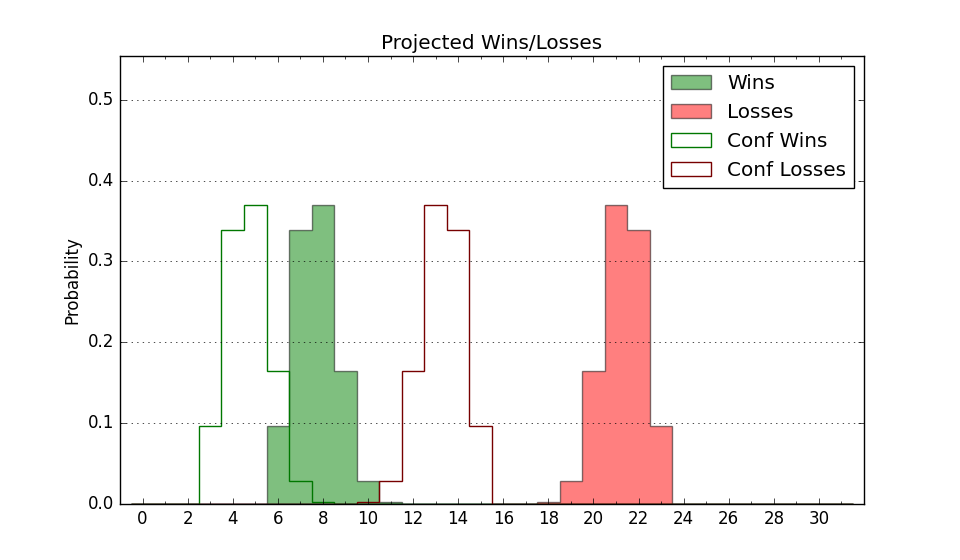 Projected Wins/Losses
Wins
Losses
Conf Wins
Conf Losses
Probability
0.5
0.4
0.3
0.2
0.1
0.0
0 2 4 6 8 10 12 14 16 18 20 22 24 26 28 30